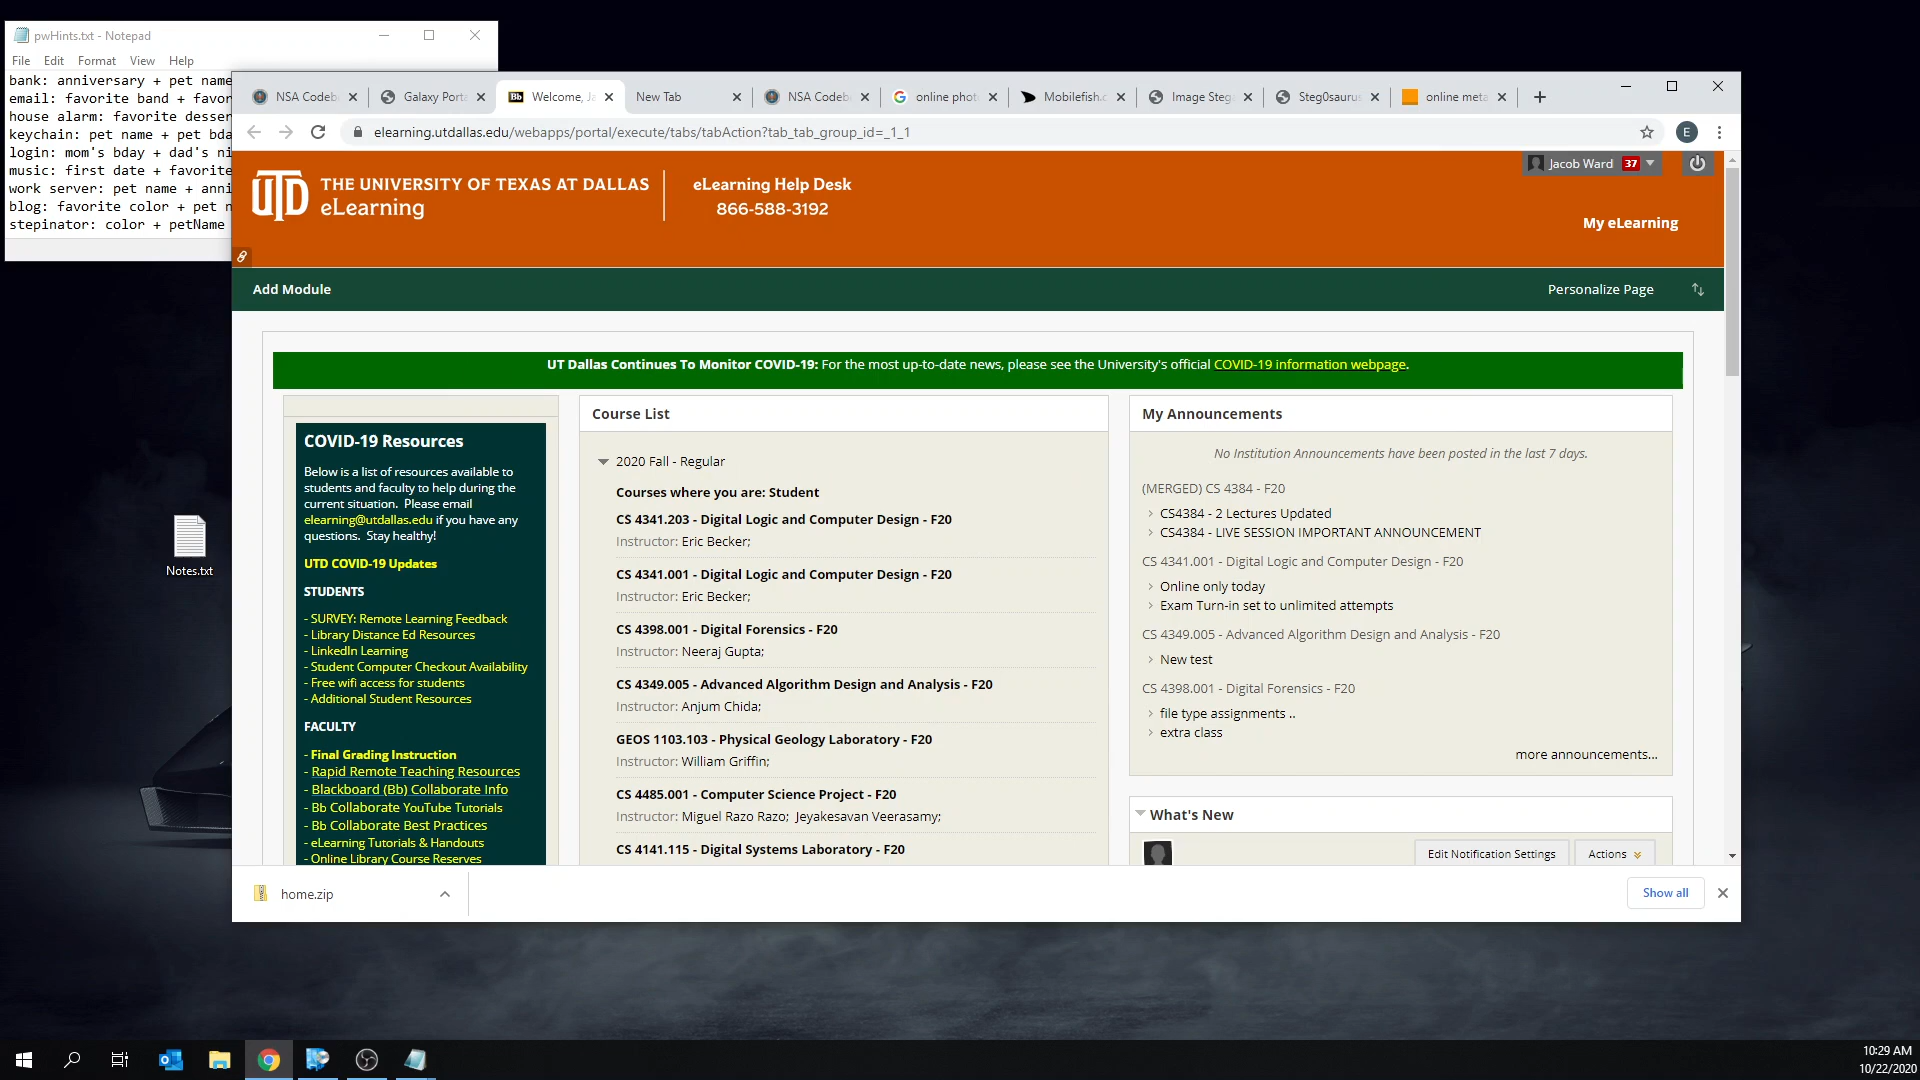 pwHints.txt - Notepad
File Edit Format View Help
bank: anniversary + pet name
email: favorite band + favor
house alarm: favorite desser
keychain: pet name + pet bda
login: mom's bday + dad's ni
music: first date + favorite
work server: pet name + anni
blog: favorite color + pet n
stepinator: color + petName
NSA Codeb Galaxy Porta Welcome, Ja New Tab NSA Codeb online phot Mobilefish.c Image Steg Steg0saurus online meta
elearning.utdallas.edu/webapps/portal/execute/tabs/tabAction?tab_tab_group_id=_1_1
E
Jacob Ward 37
UTD THE UNIVERSITY OF TEXAS AT DALLAS
eLearning
eLearning Help Desk
866-588-3192
My eLearning
Add Module
Personalize Page
UT Dallas Continues To Monitor COVID-19: For the most up-to-date news, please see the University's official COVID-19 information webpage.
COVID-19 Resources
Below is a list of resources available to
students and faculty to help during the
current situation. Please email
elearning@utdallas.edu if you have any
questions. Stay healthy!
UTD COVID-19 Updates
STUDENTS
- SURVEY: Remote Learning Feedback
- Library Distance Ed Resources
- LinkedIn Learning
- Student Computer Checkout Availability
- Free wifi access for students
- Additional Student Resources
FACULTY
- Final Grading Instruction
- Rapid Remote Teaching Resources
- Blackboard (Bb) Collaborate Info
- Bb Collaborate YouTube Tutorials
- Bb Collaborate Best Practices
- eLearning Tutorials & Handouts
- Online Library Course Reserves
Course List
2020 Fall - Regular
Courses where you are: Student
CS 4341.203 - Digital Logic and Computer Design - F20
Instructor: Eric Becker;
CS 4341.001 - Digital Logic and Computer Design - F20
Instructor: Eric Becker;
CS 4398.001 - Digital Forensics - F20
Instructor: Neeraj Gupta;
CS 4349.005 - Advanced Algorithm Design and Analysis - F20
Instructor: Anjum Chida;
GEOS 1103.103 - Physical Geology Laboratory - F20
Instructor: William Griffin;
CS 4485.001 - Computer Science Project - F20
Instructor: Miguel Razo Razo; Jeyakesavan Veerasamy;
CS 4141.115 - Digital Systems Laboratory - F20
My Announcements
No Institution Announcements have been posted in the last 7 days.
(MERGED) CS 4384 - F20
CS4384 - 2 Lectures Updated
CS4384 - LIVE SESSION IMPORTANT ANNOUNCEMENT
CS 4341.001 - Digital Logic and Computer Design - F20
Online only today
Exam Turn-in set to unlimited attempts
CS 4349.005 - Advanced Algorithm Design and Analysis - F20
New test
CS 4398.001 - Digital Forensics - F20
file type assignments ..
extra class
more announcements...
What's New
Edit Notification Settings Actions
home.zip
Show all
Notes.txt
10:29 AM
10/22/2020